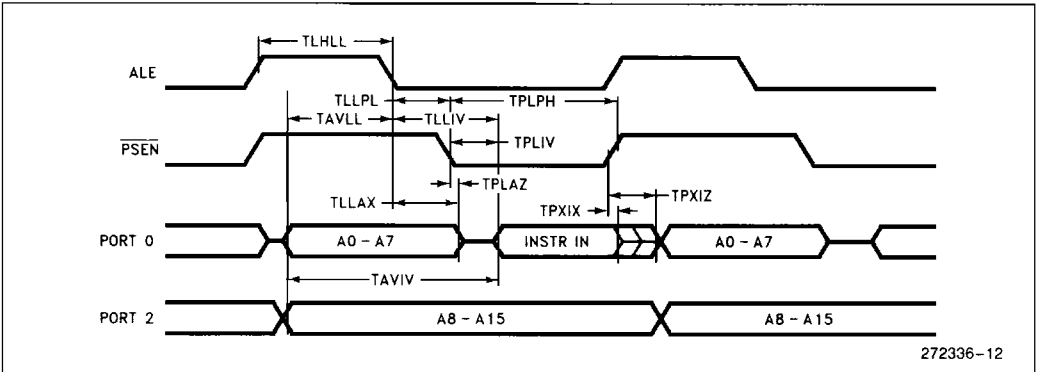 TLHLL
ALE
TLLPL
TPLPH
TAVLL
TLLIV
PSEN
TPLIV
TPLAZ
TLLAX
TPXIZ
TPXIX
PORT 0
A0 – A7
INSTR IN
A0 – A7
TAVIV
PORT 2
A8 – A15
A8 – A15
272336–12